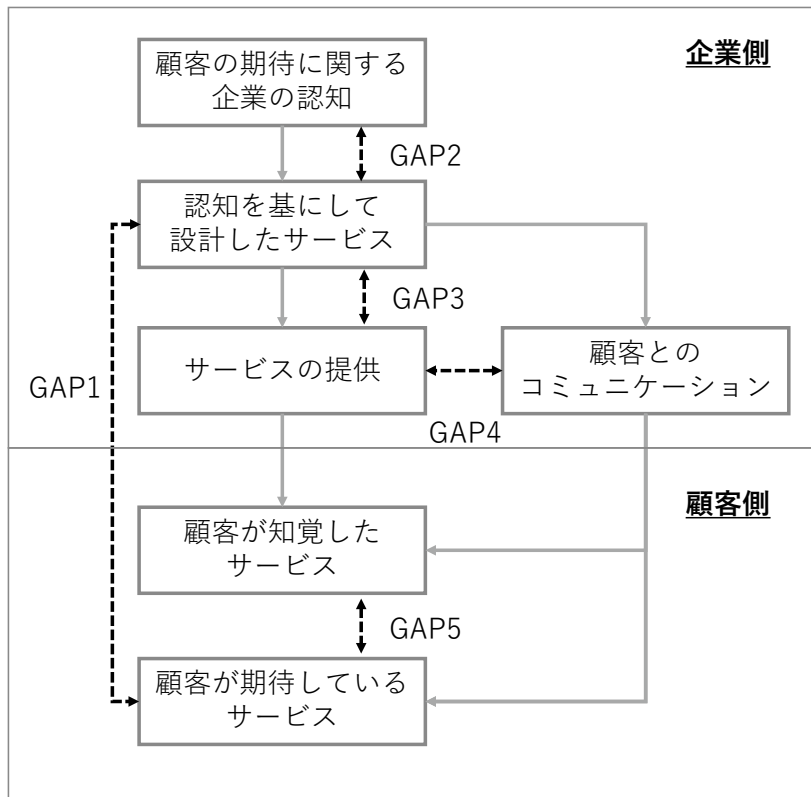 企業側
顧客の期待に関する
企業の認知
GAP2
認知を基にして
設計したサービス
GAP3
サービスの提供
顧客との
コミュニケーション
GAP1
GAP4
顧客側
顧客が知覚した
サービス
GAP5
顧客が期待している
サービス